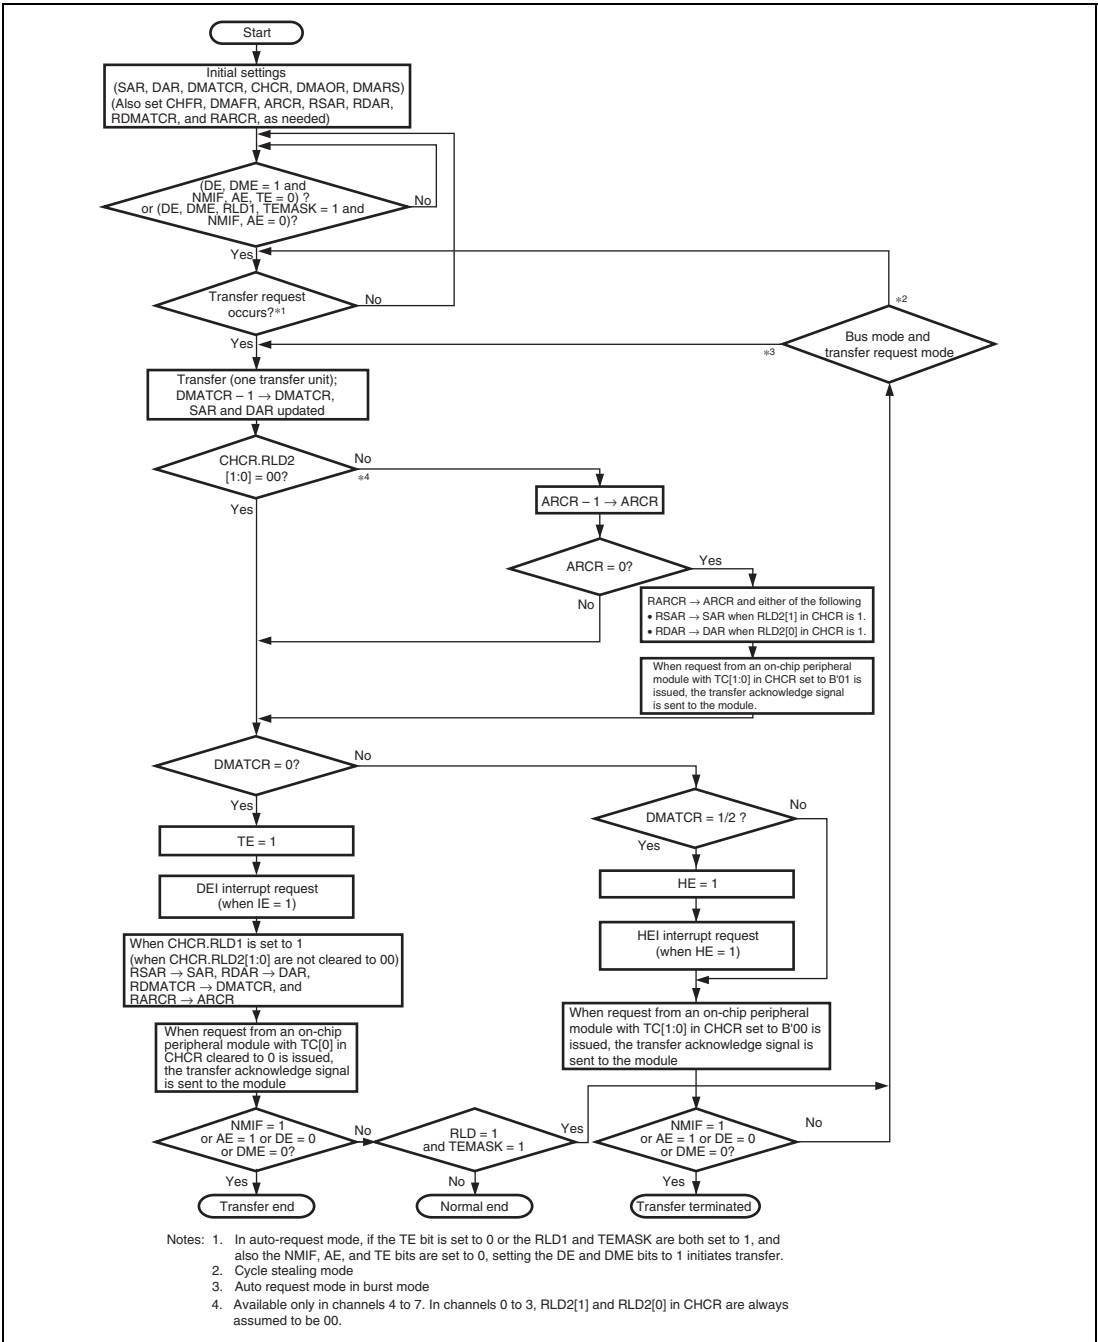 Start
Initial settings
(SAR, DAR, DMATCR, CHCR, DMAOR, DMARS)
(Also set CHFR, DMAFR, ARCR, RSAR, RDAR,
RDMATCR, and RARCR, as needed)
(DE, DME = 1 and
NMIF, AE, TE = 0) ?
or (DE, DME, RLD1, TEMASK = 1 and
NMIF, AE = 0)?
No
Yes
Transfer request
occurs?*1
No
Yes
*2
Bus mode and
transfer request mode
*3
Transfer (one transfer unit);
DMATCR – 1 → DMATCR,
SAR and DAR updated
CHCR.RLD2
[1:0] = 00?
No
*4
Yes
ARCR – 1 → ARCR
ARCR = 0?
Yes
No
RARCR → ARCR and either of the following
• RSAR → SAR when RLD2[1] in CHCR is 1.
• RDAR → DAR when RLD2[0] in CHCR is 1.
When request from an on-chip peripheral
module with TC[1:0] in CHCR set to B'01 is
issued, the transfer acknowledge signal
is sent to the module.
DMATCR = 0?
No
Yes
DMATCR = 1/2 ?
No
Yes
TE = 1
DEI interrupt request
(when IE = 1)
When CHCR.RLD1 is set to 1
(when CHCR.RLD2[1:0] are not cleared to 00)
RSAR → SAR, RDAR → DAR,
RDMATCR → DMATCR, and
RARCR → ARCR
When request from an on-chip
peripheral module with TC[0] in
CHCR cleared to 0 is issued,
the transfer acknowledge signal
is sent to the module
HE = 1
HEI interrupt request
(when HE = 1)
When request from an on-chip peripheral
module with TC[1:0] in CHCR set to B'00 is
issued, the transfer acknowledge signal is
sent to the module
NMIF = 1
or AE = 1 or DE = 0
or DME = 0?
No
Yes
RLD = 1
and TEMASK = 1
Yes
No
NMIF = 1
or AE = 1 or DE = 0
or DME = 0?
No
Yes
Transfer end
Normal end
Transfer terminated
Notes: 1. In auto-request mode, if the TE bit is set to 0 or the RLD1 and TEMASK are both set to 1, and
also the NMIF, AE, and TE bits are set to 0, setting the DE and DME bits to 1 initiates transfer.
2. Cycle stealing mode
3. Auto request mode in burst mode
4. Available only in channels 4 to 7. In channels 0 to 3, RLD2[1] and RLD2[0] in CHCR are always
assumed to be 00.